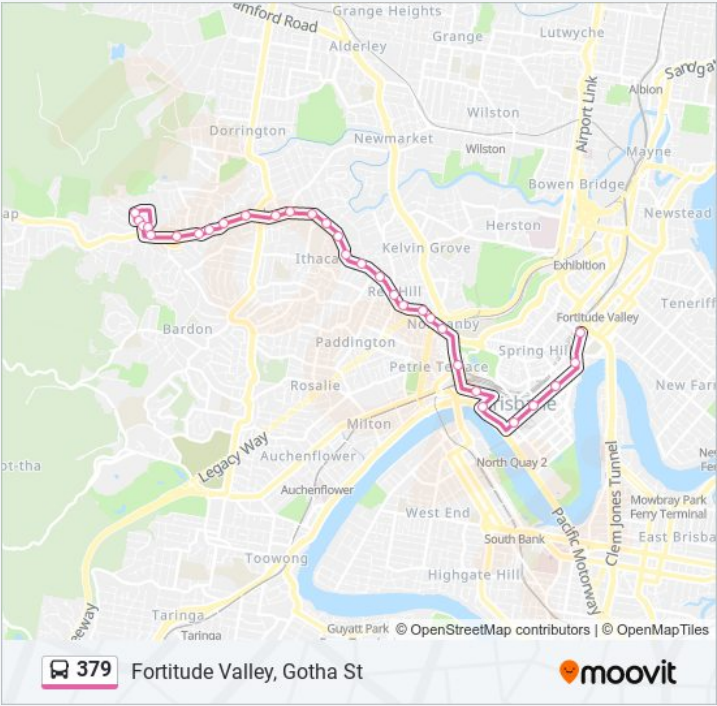 amford Road
Grange Heights
Lutwyche
Alderley
Grange
Sandga
Albion
Airport Link
Wilston
Dorrington
Newmarket
Wilston
Mayne
Bowen Bridge
ap
Newstead
Herston
Kelvin Grove
Ithaca
Exhibition
Red Hill
Teneriff
Fortitude Valley
Normanby
Bardon
Paddington
Spring Hill
Petrie Terrace
Rosalie
New Farm
Brisbane
Milton
Legacy Way
Auchenflower
North Quay 2
ot-tha
Auchenflower
Clem Jones Tunnel
Mowbray Park
Ferry Terminal
West End
Pacific Motorway
South Bank
East Brisba
Toowong
Highgate Hill
eeway
Taringa
Taringa
Guyatt Park
© OpenStreetMap contributors | © OpenMapTiles
379
Fortitude Valley, Gotha St
moovit